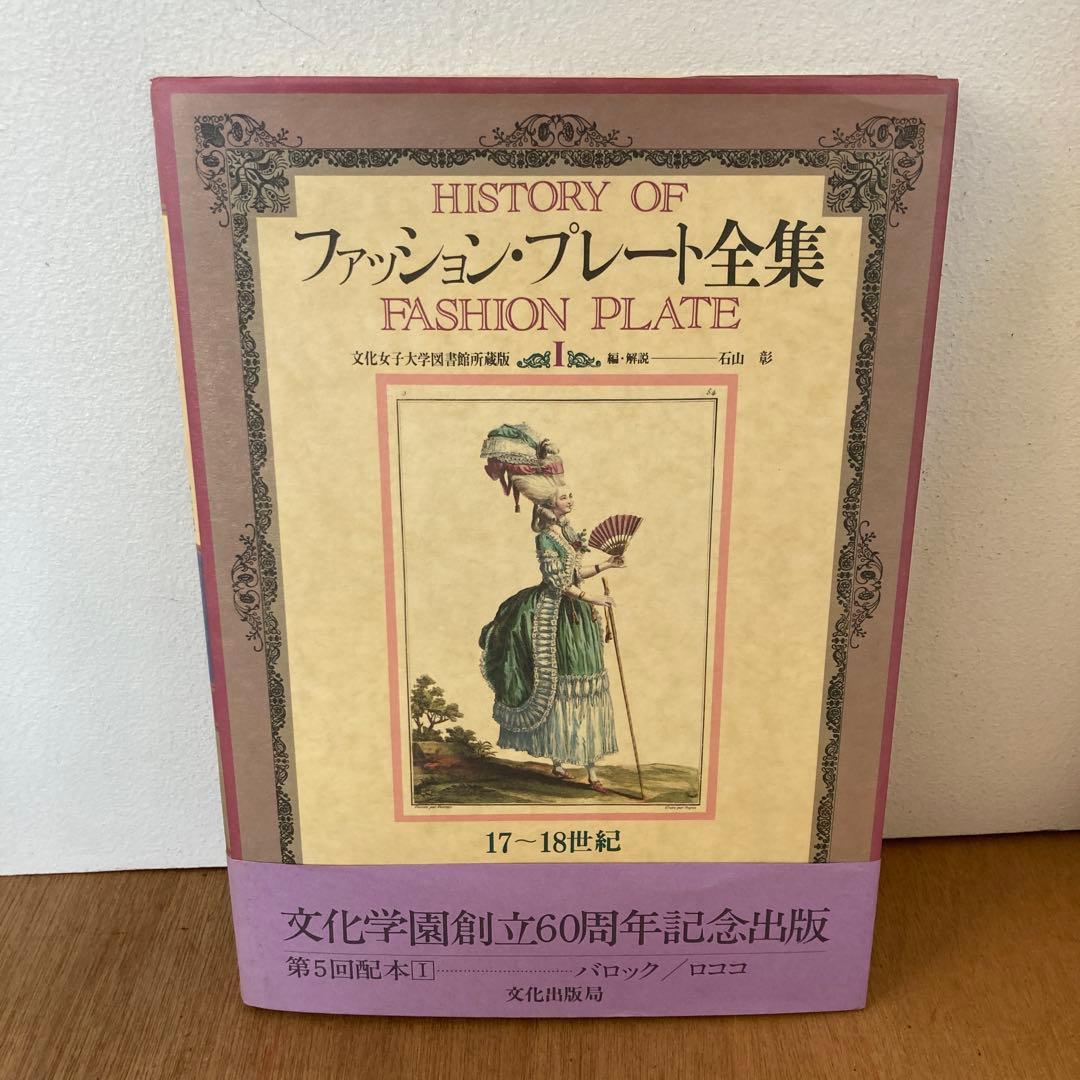 HISTORY OF
ファッション・プレート全集
FASHION PLATE
文化女子大学図書館所蔵版 I 編・解説 石山 彰
17〜18世紀
文化学園創立60周年記念出版
第5回配本 I バロック／ロココ
文化出版局